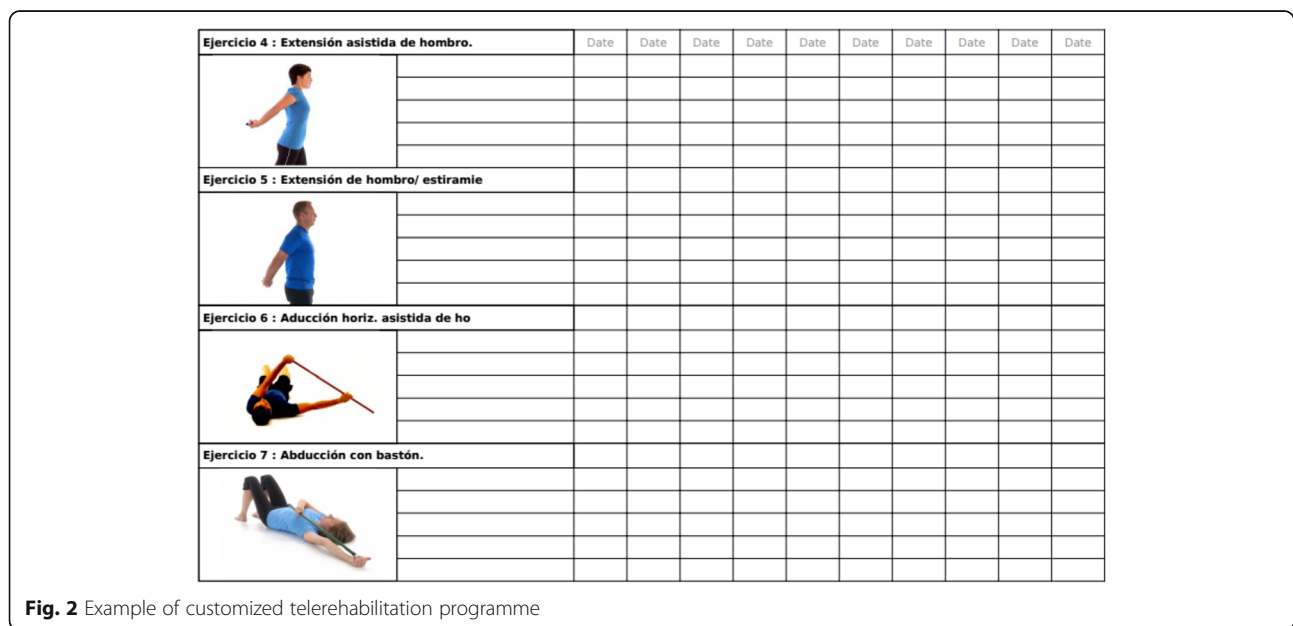 Ejercicio 4 : Extensión asistida de hombro. Date Date Date Date Date Date Date Date Date Date
Ejercicio 5 : Extensión de hombro/ estiramie
Ejercicio 6 : Aducción horiz. asistida de ho
Ejercicio 7 : Abducción con bastón.
Fig. 2 Example of customized telerehabilitation programme